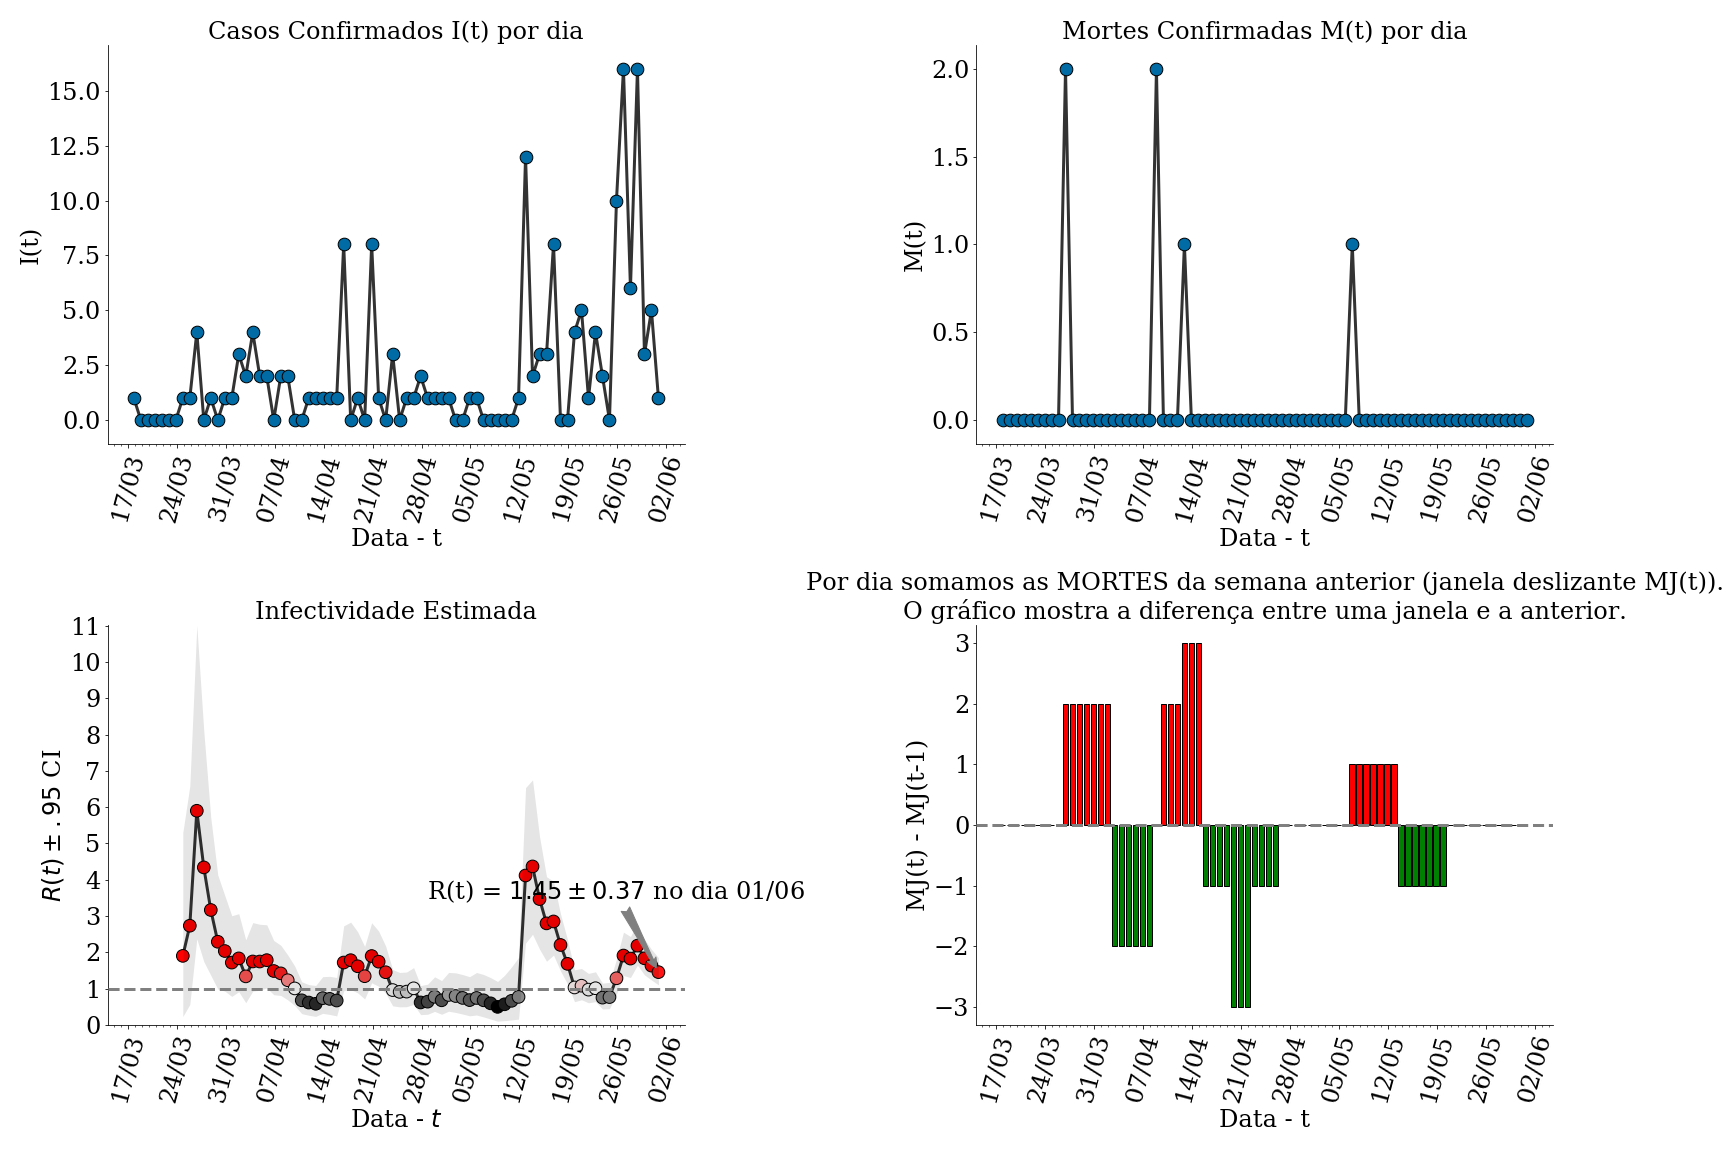 Casos Confirmados I(t) por dia
I(t)
15.0
12.5
10.0
7.5
5.0
2.5
0.0
17/03 24/03 31/03 07/04 14/04 21/04 28/04 05/05 12/05 19/05 26/05 02/06
Data - t
Mortes Confirmadas M(t) por dia
M(t)
2.0
1.5
1.0
0.5
0.0
17/03 24/03 31/03 07/04 14/04 21/04 28/04 05/05 12/05 19/05 26/05 02/06
Data - t
Infectividade Estimada
R(t) ± .95 CI
11
10
9
8
7
6
5
4
3
2
1
0
R(t) = 1.45 ± 0.37 no dia 01/06
17/03 24/03 31/03 07/04 14/04 21/04 28/04 05/05 12/05 19/05 26/05 02/06
Data - t
Por dia somamos as MORTES da semana anterior (janela deslizante MJ(t)).
O gráfico mostra a diferença entre uma janela e a anterior.
MJ(t) - MJ(t-1)
3
2
1
0
−1
−2
−3
17/03 24/03 31/03 07/04 14/04 21/04 28/04 05/05 12/05 19/05 26/05 02/06
Data - t